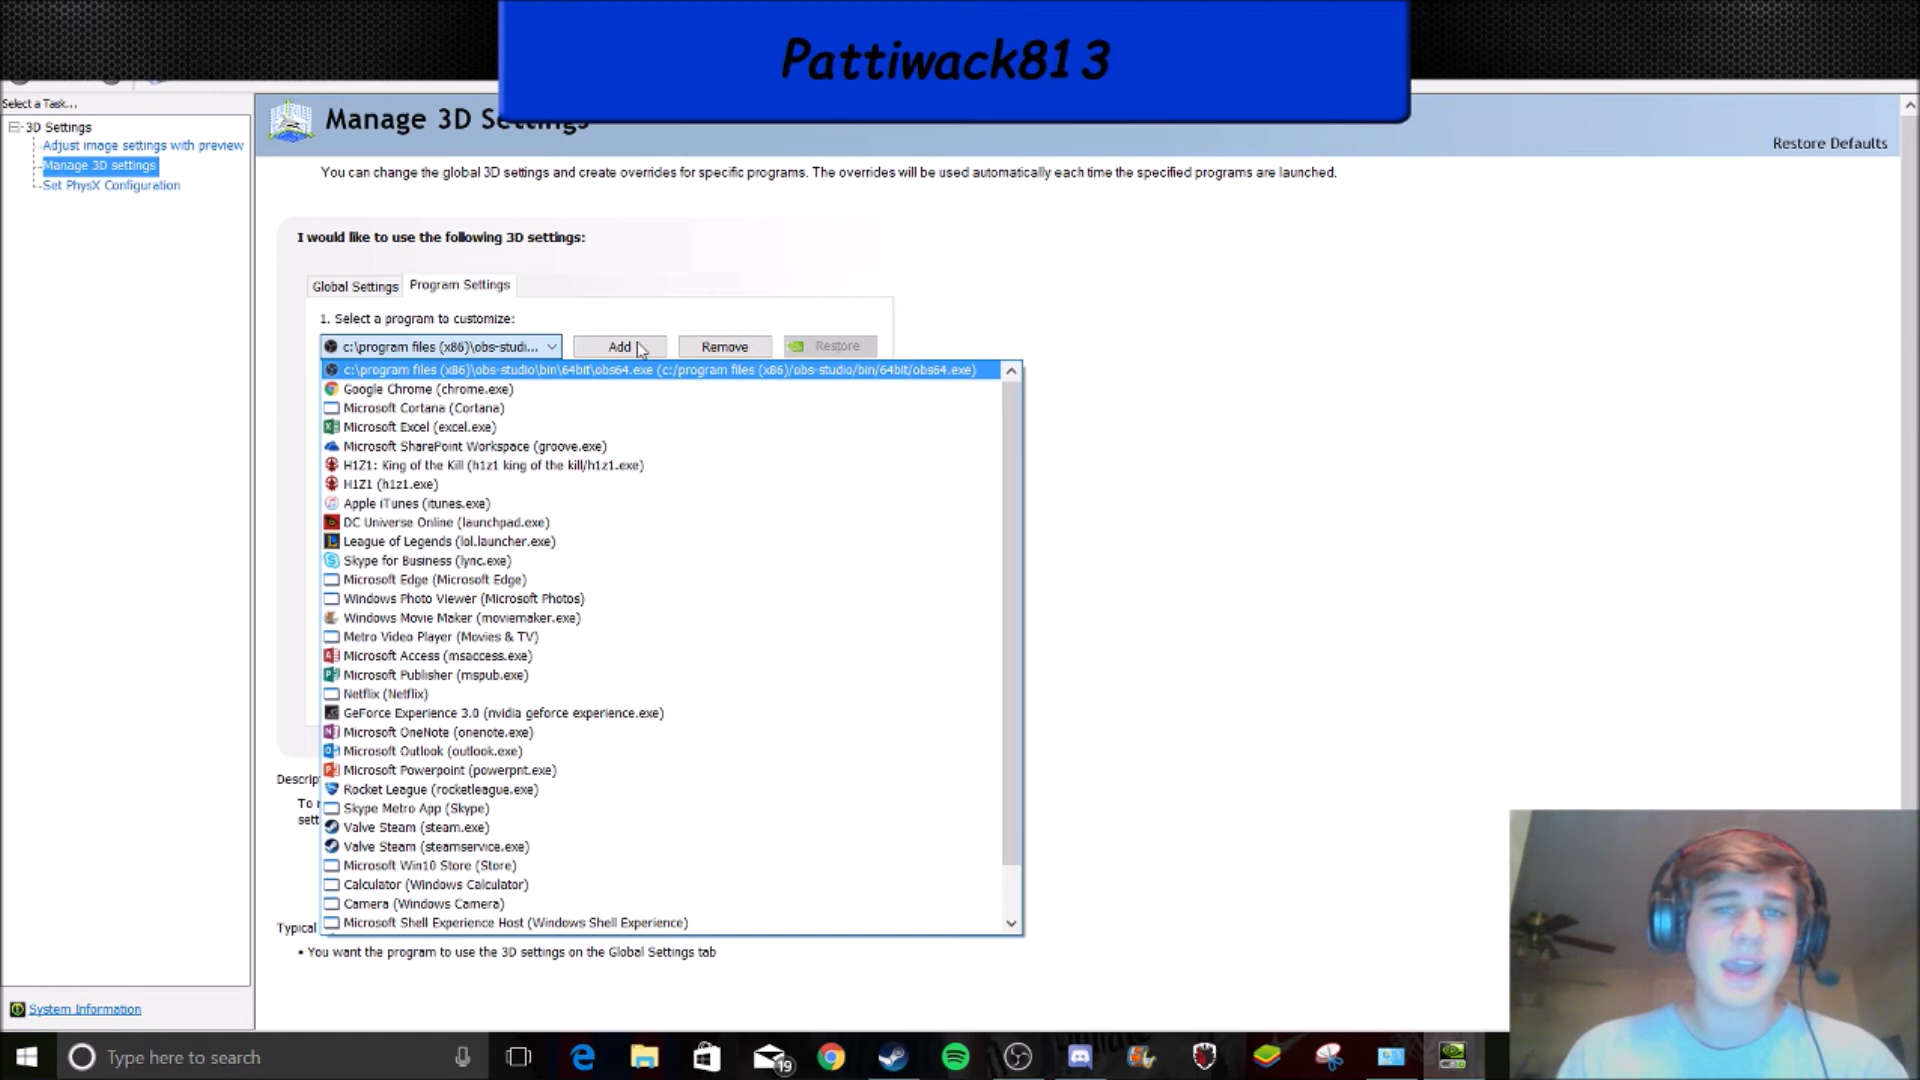 Pattiwack813
Select a Task...
3D Settings
Adjust image settings with preview
Manage 3D settings
Set PhysX Configuration
System Information
Manage 3D Settings
Restore Defaults
You can change the global 3D settings and create overrides for specific programs. The overrides will be used automatically each time the specified programs are launched.
I would like to use the following 3D settings:
Global Settings
Program Settings
1. Select a program to customize:
c:\program files (x86)\obs-studi...
Add
Remove
Restore
c:\program files (x86)\obs-studio\bin\64bit\obs64.exe (c:/program files (x86)/obs-studio/bin/64bit/obs64.exe)
Google Chrome (chrome.exe)
Microsoft Cortana (Cortana)
Microsoft Excel (excel.exe)
Microsoft SharePoint Workspace (groove.exe)
H1Z1: King of the Kill (h1z1 king of the kill/h1z1.exe)
H1Z1 (h1z1.exe)
Apple iTunes (itunes.exe)
DC Universe Online (launchpad.exe)
League of Legends (lol.launcher.exe)
Skype for Business (lync.exe)
Microsoft Edge (Microsoft Edge)
Windows Photo Viewer (Microsoft Photos)
Windows Movie Maker (moviemaker.exe)
Metro Video Player (Movies & TV)
Microsoft Access (msaccess.exe)
Microsoft Publisher (mspub.exe)
Netflix (Netflix)
GeForce Experience 3.0 (nvidia geforce experience.exe)
Microsoft OneNote (onenote.exe)
Microsoft Outlook (outlook.exe)
Microsoft Powerpoint (powerpnt.exe)
Rocket League (rocketleague.exe)
Skype Metro App (Skype)
Valve Steam (steam.exe)
Valve Steam (steamservice.exe)
Microsoft Win10 Store (Store)
Calculator (Windows Calculator)
Camera (Windows Camera)
Microsoft Shell Experience Host (Windows Shell Experience)
Descrip
To
sett
Typical
• You want the program to use the 3D settings on the Global Settings tab
Type here to search
19